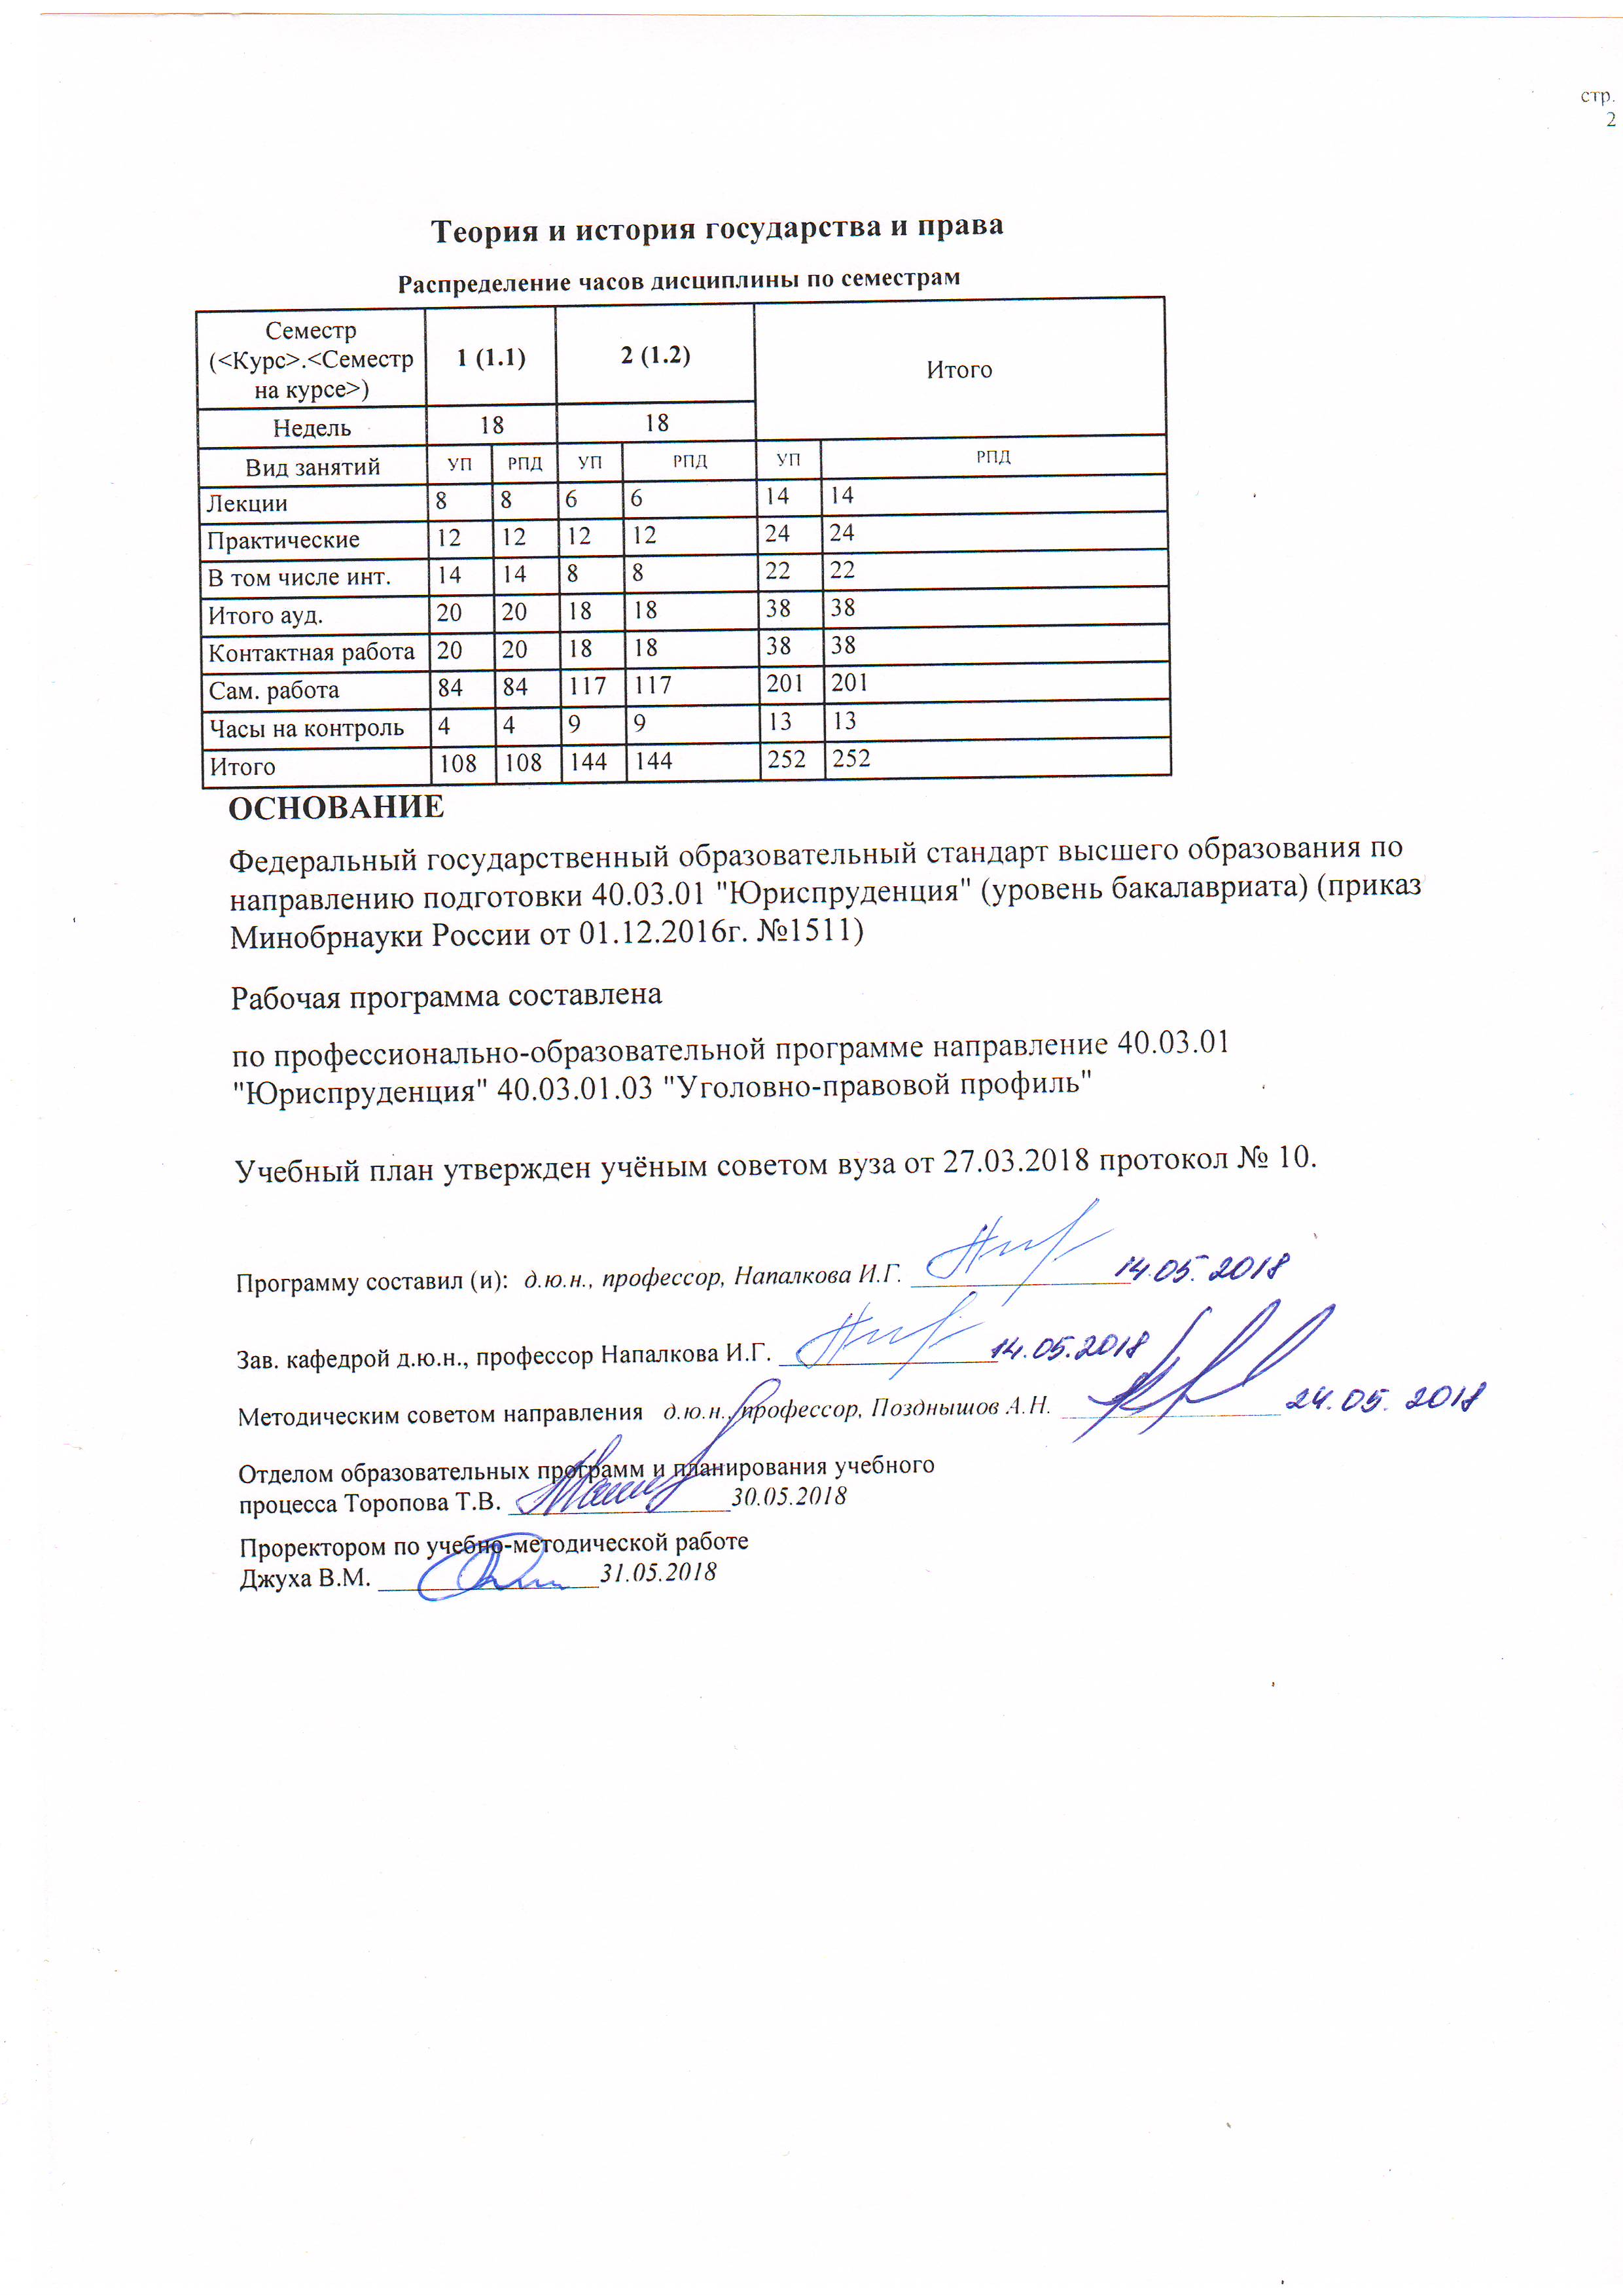 стр.
2
Теория и история государства и права
Распределение часов дисциплины по семестрам
Семестр (<Курс>.<Семестр на курсе>) 1 (1.1) 2 (1.2) Итого
Недель 18 18
Вид занятий УП РПД УП РПД УП РПД
Лекции 8 8 6 6 14 14
Практические 12 12 12 12 24 24
В том числе инт. 14 14 8 8 22 22
Итого ауд. 20 20 18 18 38 38
Контактная работа 20 20 18 18 38 38
Сам. работа 84 84 117 117 201 201
Часы на контроль 4 4 9 9 13 13
Итого 108 108 144 144 252 252
ОСНОВАНИЕ
Федеральный государственный образовательный стандарт высшего образования по
направлению подготовки 40.03.01 "Юриспруденция" (уровень бакалавриата) (приказ
Минобрнауки России от 01.12.2016г. №1511)
Рабочая программа составлена
по профессионально-образовательной программе направление 40.03.01
"Юриспруденция" 40.03.01.03 "Уголовно-правовой профиль"
Учебный план утвержден учёным советом вуза от 27.03.2018 протокол № 10.
Программу составил (и): д.ю.н., профессор, Напалкова И.Г. 14.05.2018
Зав. кафедрой д.ю.н., профессор Напалкова И.Г. 14.05.2018
Методическим советом направления д.ю.н., профессор, Позднышов А.Н. 24.05.2018
Отделом образовательных программ и планирования учебного
процесса Торопова Т.В. 30.05.2018
Проректором по учебно-методической работе
Джуха В.М. 31.05.2018